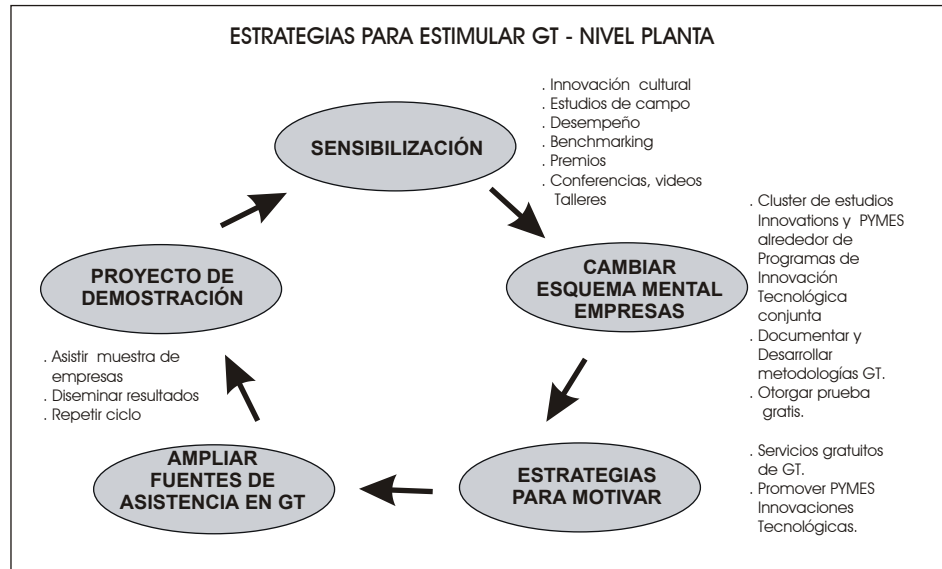 ESTRATEGIAS PARA ESTIMULAR GT - NIVEL PLANTA
SENSIBILIZACIÓN
. Innovación cultural
. Estudios de campo
. Desempeño
. Benchmarking
. Premios
. Conferencias, videos
Talleres
CAMBIAR
ESQUEMA MENTAL
EMPRESAS
. Cluster de estudios
Innovations y PYMES
alrededor de
Programas de
Innovación
Tecnológica
conjunta
. Documentar y
Desarrollar
metodologías GT.
. Otorgar prueba
gratis.
ESTRATEGIAS
PARA MOTIVAR
. Servicios gratuitos
de GT.
. Promover PYMES
Innovaciones
Tecnológicas.
AMPLIAR
FUENTES DE
ASISTENCIA EN GT
PROYECTO DE
DEMOSTRACIÓN
. Asistir muestra de
empresas
. Diseminar resultados
. Repetir ciclo